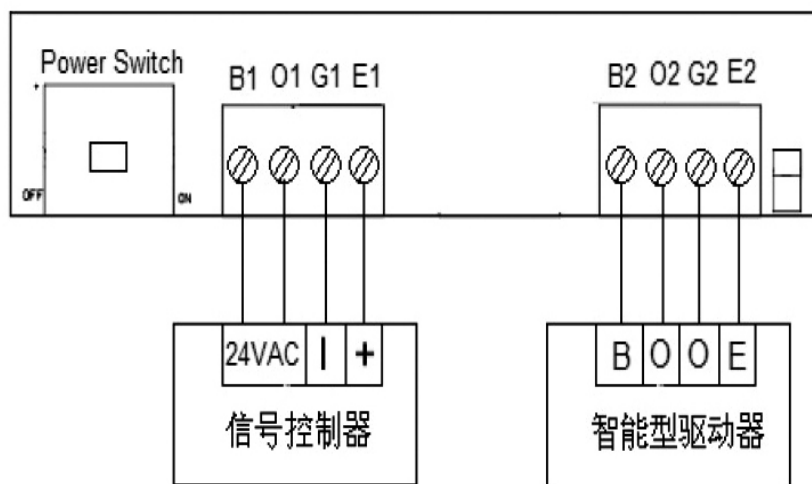 Power Switch
B1 O1 G1 E1
B2 O2 G2 E2
OFF
ON
24VAC I +
B O O E
信号控制器
智能型驱动器